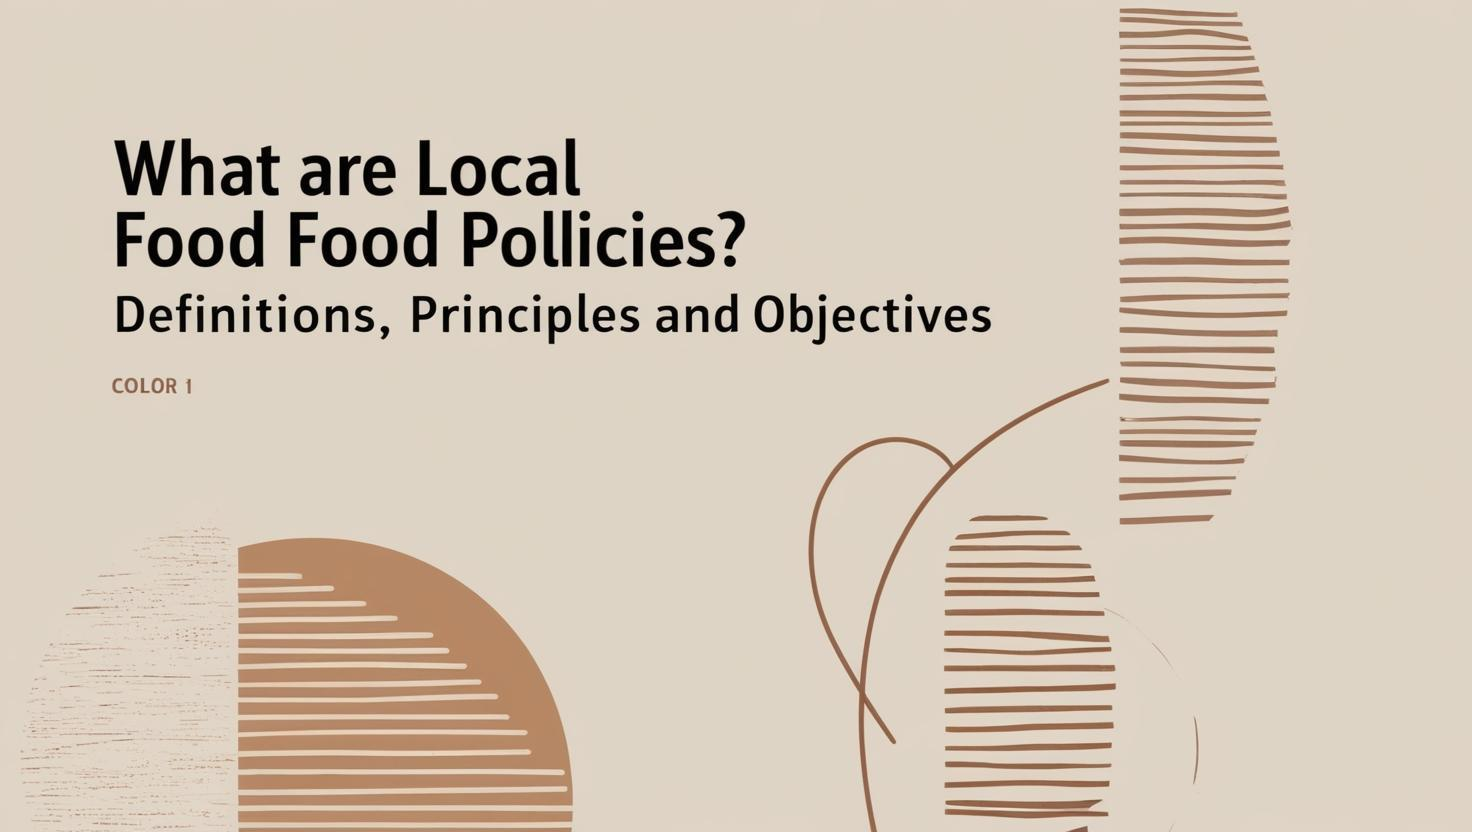 What are Local
Food Food Pollicies?
Definitions, Principles and Objectives
COLOR 1